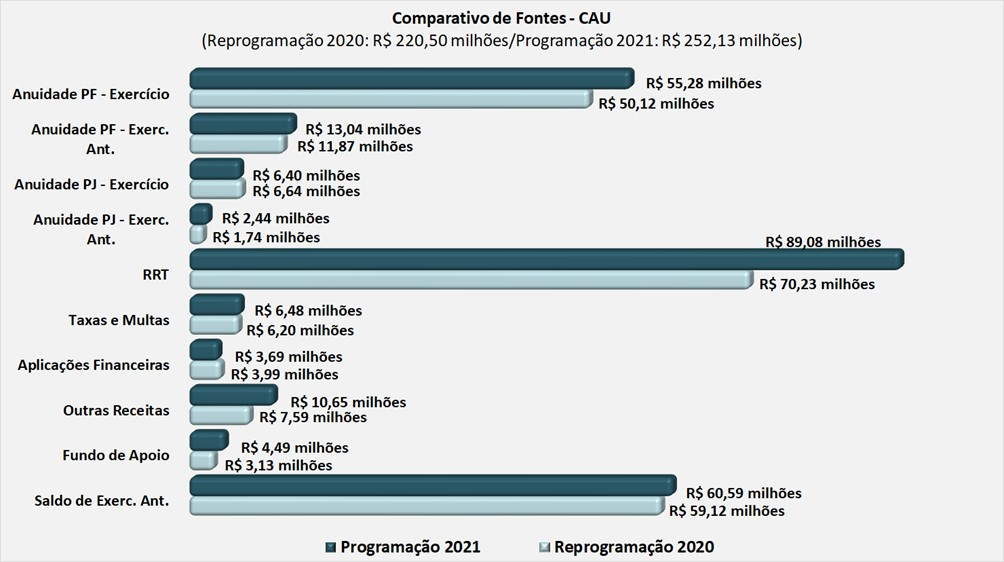 Comparativo de Fontes - CAU
(Reprogramação 2020: R$ 220,50 milhões/Programação 2021: R$ 252,13 milhões)
Anuidade PF - Exercício
R$ 55,28 milhões
R$ 50,12 milhões
Anuidade PF - Exerc.
Ant.
R$ 13,04 milhões
R$ 11,87 milhões
Anuidade PJ - Exercício
R$ 6,40 milhões
R$ 6,64 milhões
Anuidade PJ - Exerc.
Ant.
R$ 2,44 milhões
R$ 1,74 milhões
RRT
R$ 89,08 milhões
R$ 70,23 milhões
Taxas e Multas
R$ 6,48 milhões
R$ 6,20 milhões
Aplicações Financeiras
R$ 3,69 milhões
R$ 3,99 milhões
Outras Receitas
R$ 10,65 milhões
R$ 7,59 milhões
Fundo de Apoio
R$ 4,49 milhões
R$ 3,13 milhões
Saldo de Exerc. Ant.
R$ 60,59 milhões
R$ 59,12 milhões
Programação 2021
Reprogramação 2020